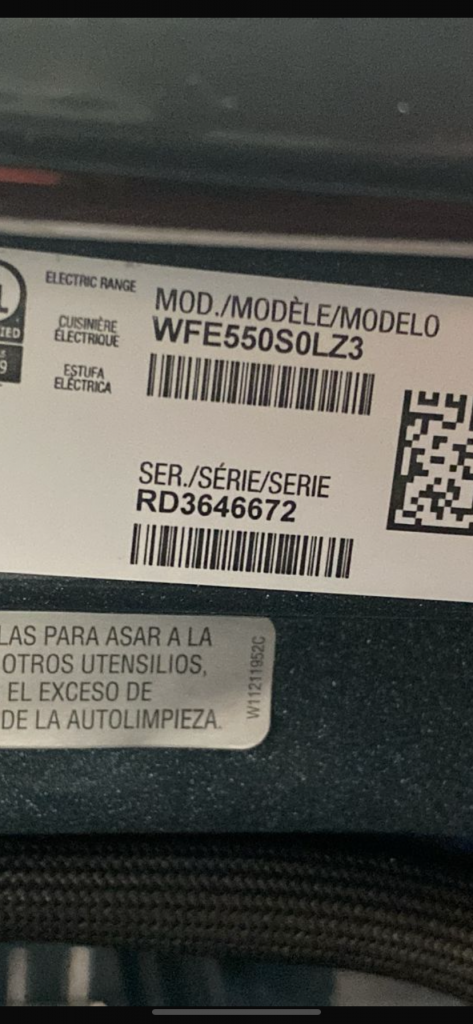 ELECTRIC RANGE
CUISINIÈRE
ÉLECTRIQUE
ESTUFA
ELÉCTRICA
MOD./MODÈLE/MODELO
WFE550S0LZ3
SER./SÉRIE/SERIE
RD3646672
LAS PARA ASAR A LA
OTROS UTENSILIOS,
EL EXCESO DE
DE LA AUTOLIMPIEZA.
W11211952C